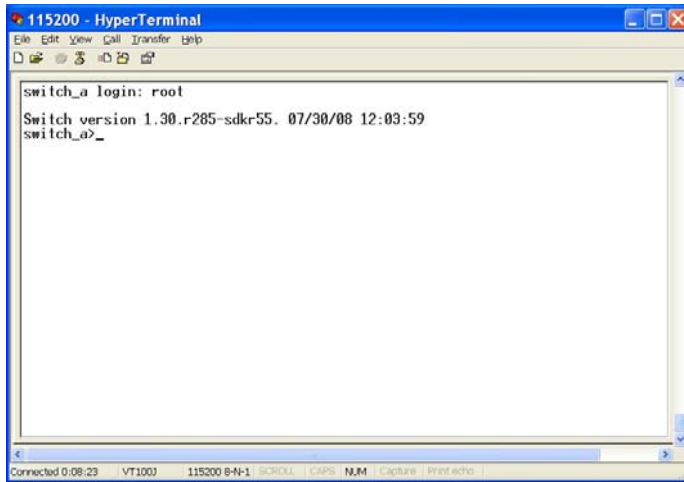 115200 - HyperTerminal
File Edit View Call Transfer Help
switch_a login: root
Switch version 1.30.r285-sdkr55. 07/30/08 12:03:59
switch_a>_
Connected 0:08:23 VT100J 115200 8-N-1 SCROLL CAPS NUM Capture Print echo